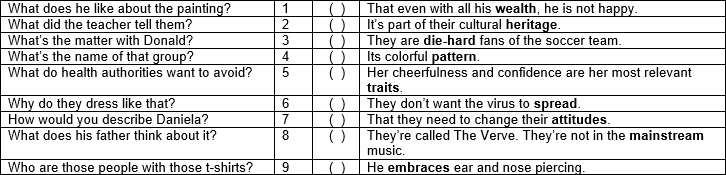 What does he like about the painting? 1 ( ) That even with all his wealth, he is not happy.
What did the teacher tell them? 2 ( ) It's part of their cultural heritage.
What's the matter with Donald? 3 ( ) They are die-hard fans of the soccer team.
What's the name of that group? 4 ( ) Its colorful pattern.
What do health authorities want to avoid? 5 ( ) Her cheerfulness and confidence are her most relevant
traits.
Why do they dress like that? 6 ( ) They don't want the virus to spread.
How would you describe Daniela? 7 ( ) That they need to change their attitudes.
What does his father think about it? 8 ( ) They're called The Verve. They're not in the mainstream
music.
Who are those people with those t-shirts? 9 ( ) He embraces ear and nose piercing.